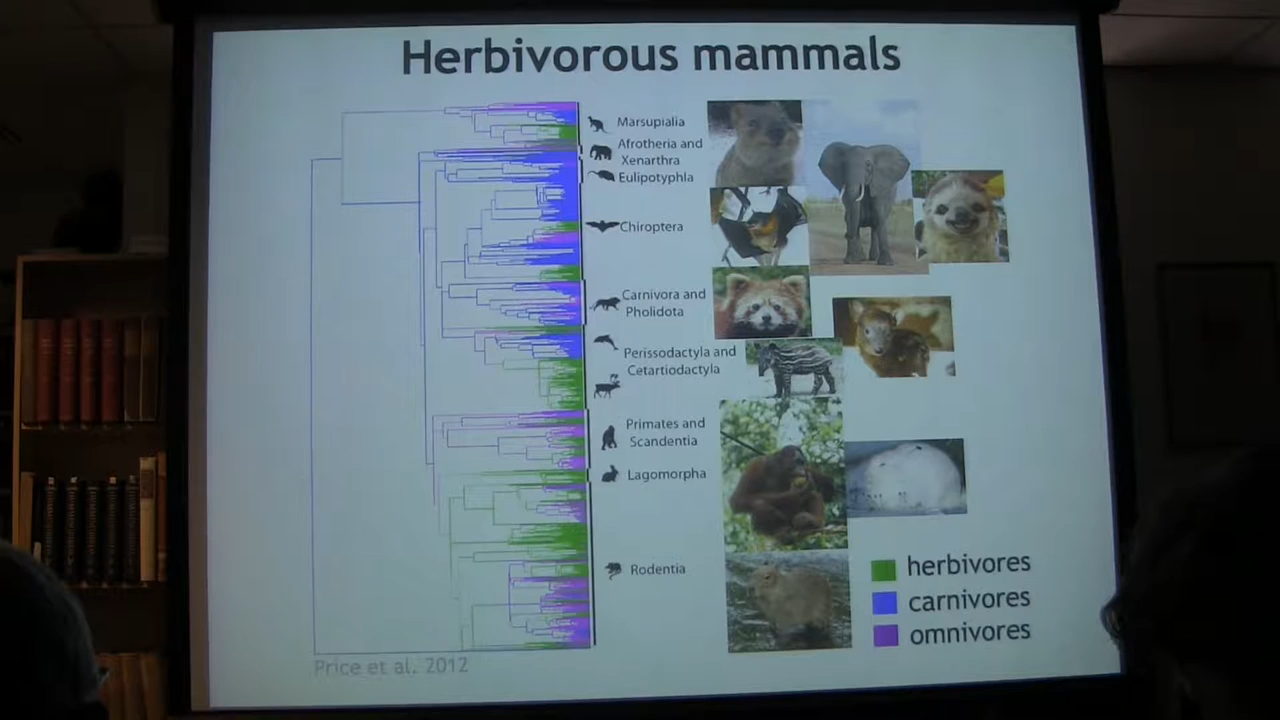 Herbivorous mammals
Marsupialia
Afrotheria and
Xenarthra
Eulipotyphla
Chiroptera
Carnivora and
Pholidota
Perissodactyla and
Cetartiodactyla
Primates and
Scandentia
Lagomorpha
Rodentia
herbivores
carnivores
omnivores
Price et al. 2012